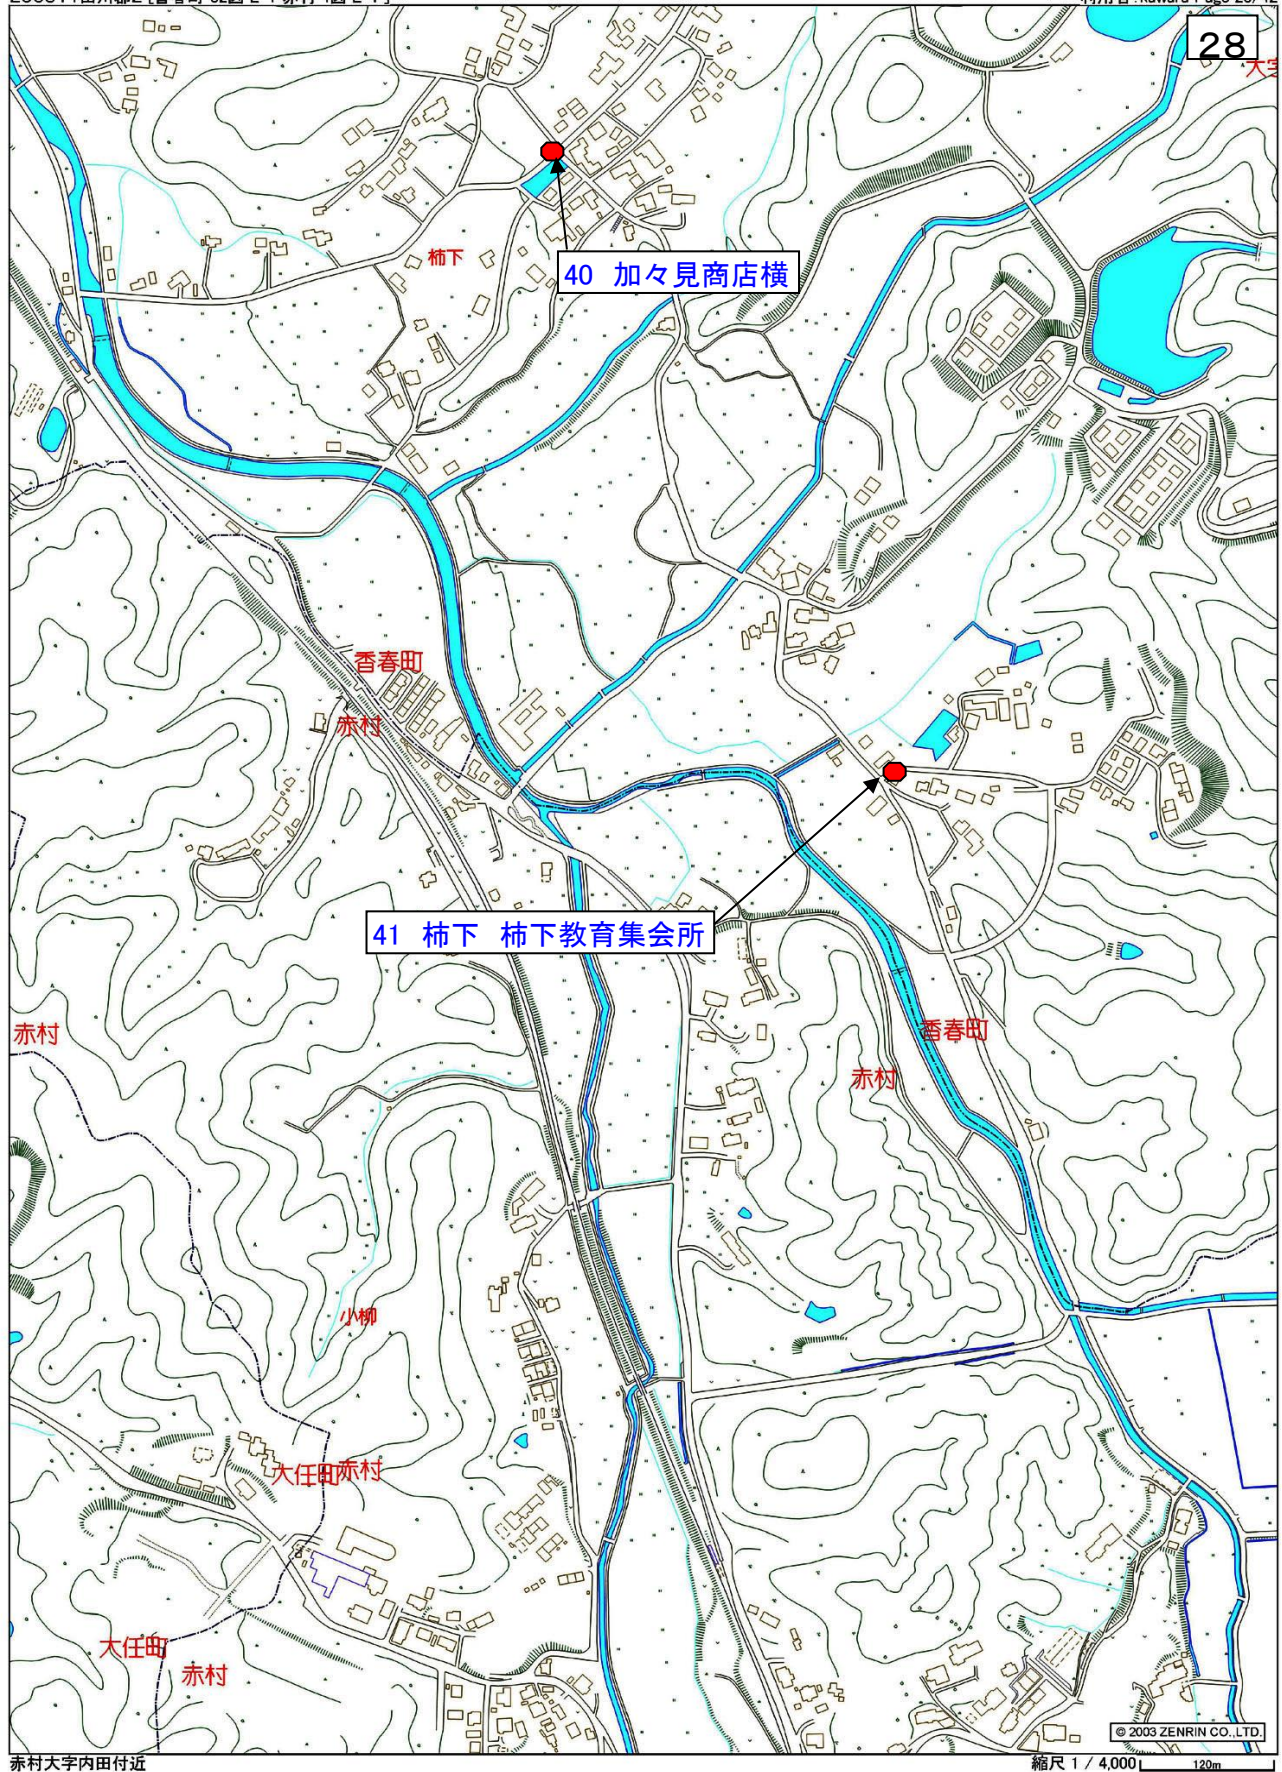 28
大字
柿下
40 加々見商店横
香春町
赤村
41 柿下 柿下教育集会所
赤村
香春町
赤村
小柳
大任町
赤村
大任町
赤村
© 2003 ZENRIN CO.,LTD.
赤村大字内田付近
縮尺 1 / 4,000
120m